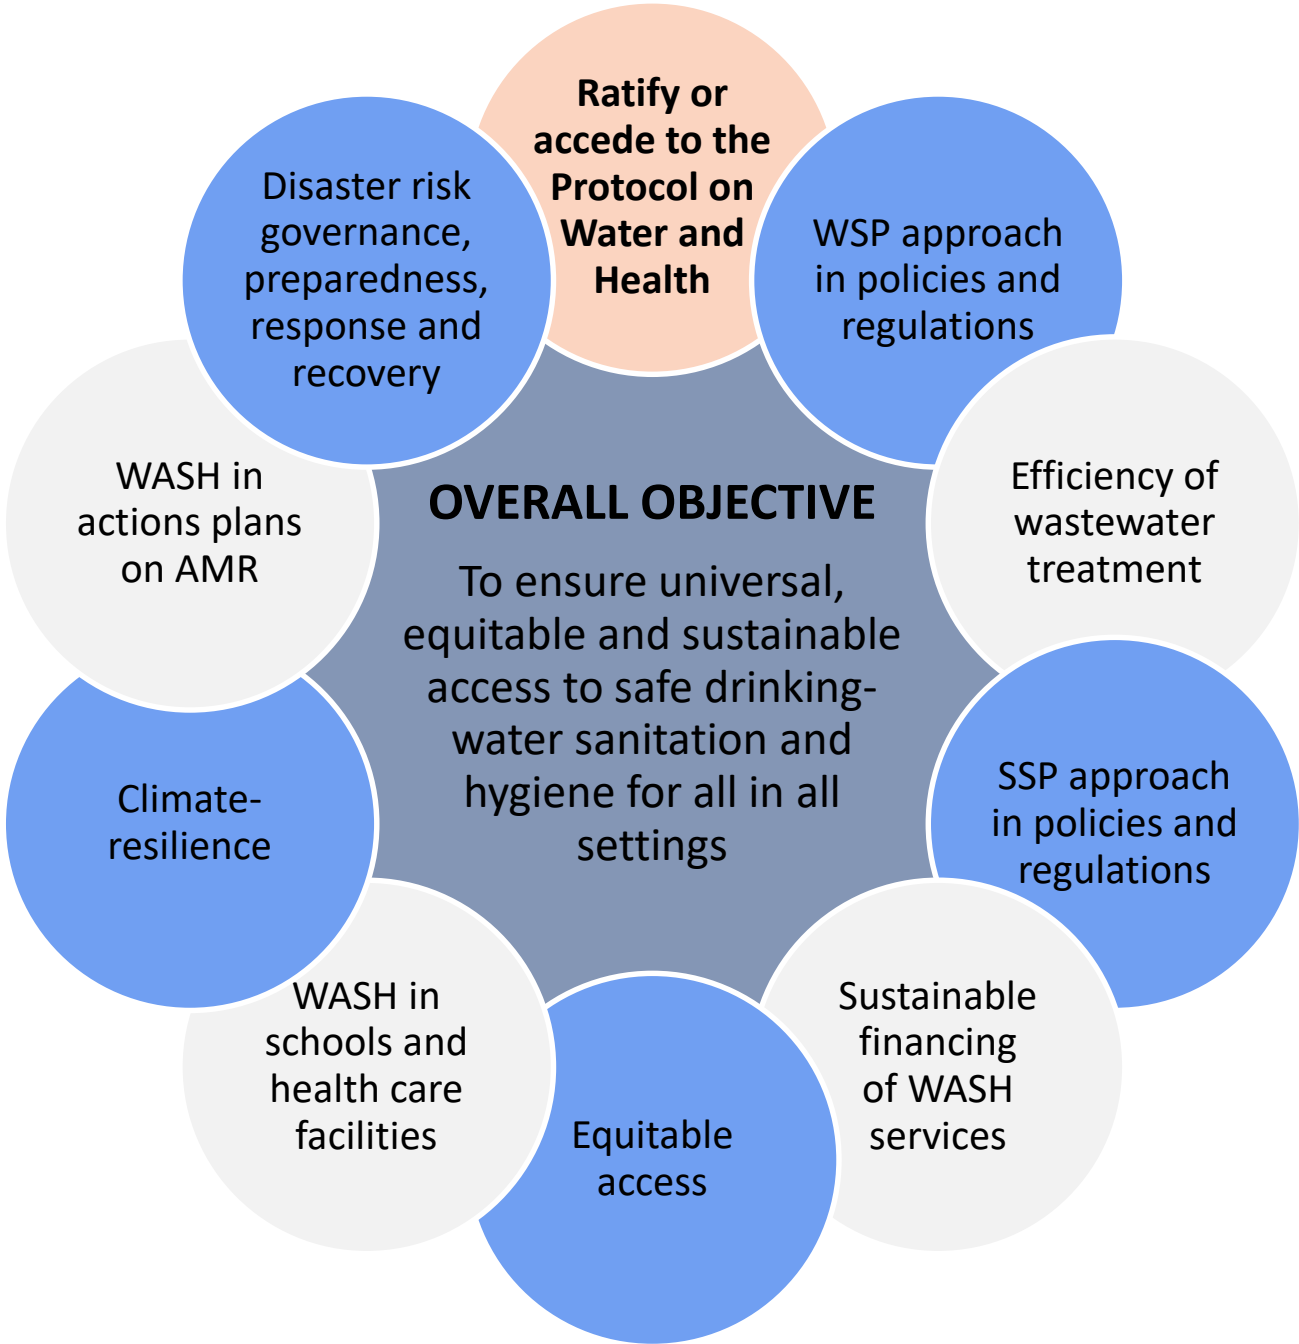 Ratify or
accede to the
Protocol on
Water and
Health
WSP approach
in policies and
regulations
Efficiency of
wastewater
treatment
SSP approach
in policies and
regulations
Sustainable
financing
of WASH
services
Equitable
access
WASH in
schools and
health care
facilities
Climate-
resilience
WASH in
actions plans
on AMR
Disaster risk
governance,
preparedness,
response and
recovery
OVERALL OBJECTIVE
To ensure universal,
equitable and sustainable
access to safe drinking-
water sanitation and
hygiene for all in all
settings